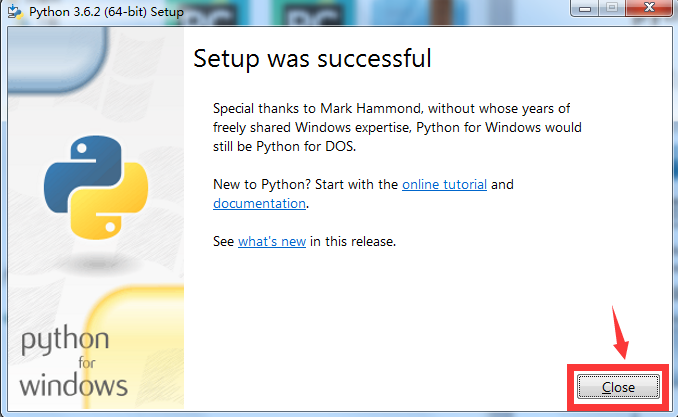 Python 3.6.2 (64-bit) Setup
Setup was successful
Special thanks to Mark Hammond, without whose years of
freely shared Windows expertise, Python for Windows would
still be Python for DOS.
New to Python? Start with the online tutorial and
documentation.
See what's new in this release.
python
for
windows
Close